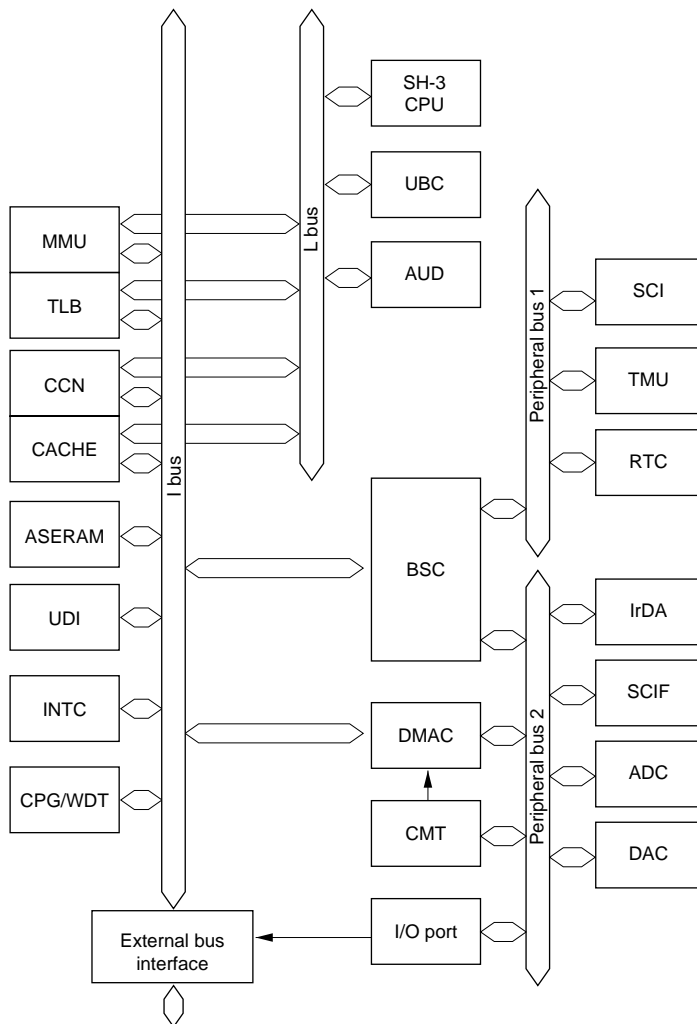 SH-3
CPU
UBC
AUD
L bus
MMU
TLB
CCN
CACHE
ASERAM
UDI
INTC
CPG/WDT
I bus
BSC
DMAC
CMT
I/O port
External bus
interface
Peripheral bus 1
SCI
TMU
RTC
Peripheral bus 2
IrDA
SCIF
ADC
DAC